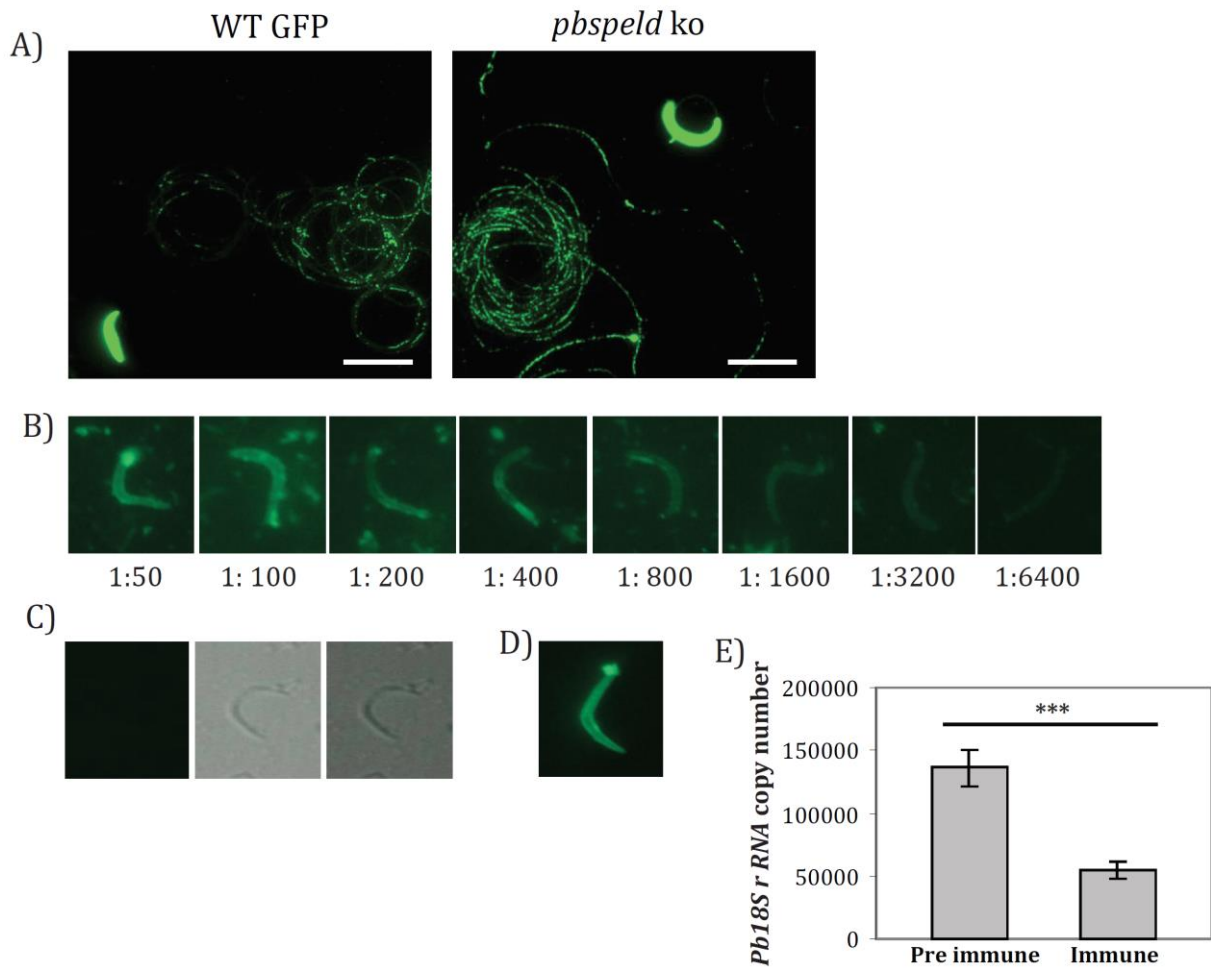 A)
WT GFP
pbspeld ko
B)
1:50 1: 100 1: 200 1: 400 1: 800 1: 1600 1:3200 1:6400
C)
D)
E)
Pb18S r RNA copy number
200000
150000
100000
50000
0
***
Pre immune Immune